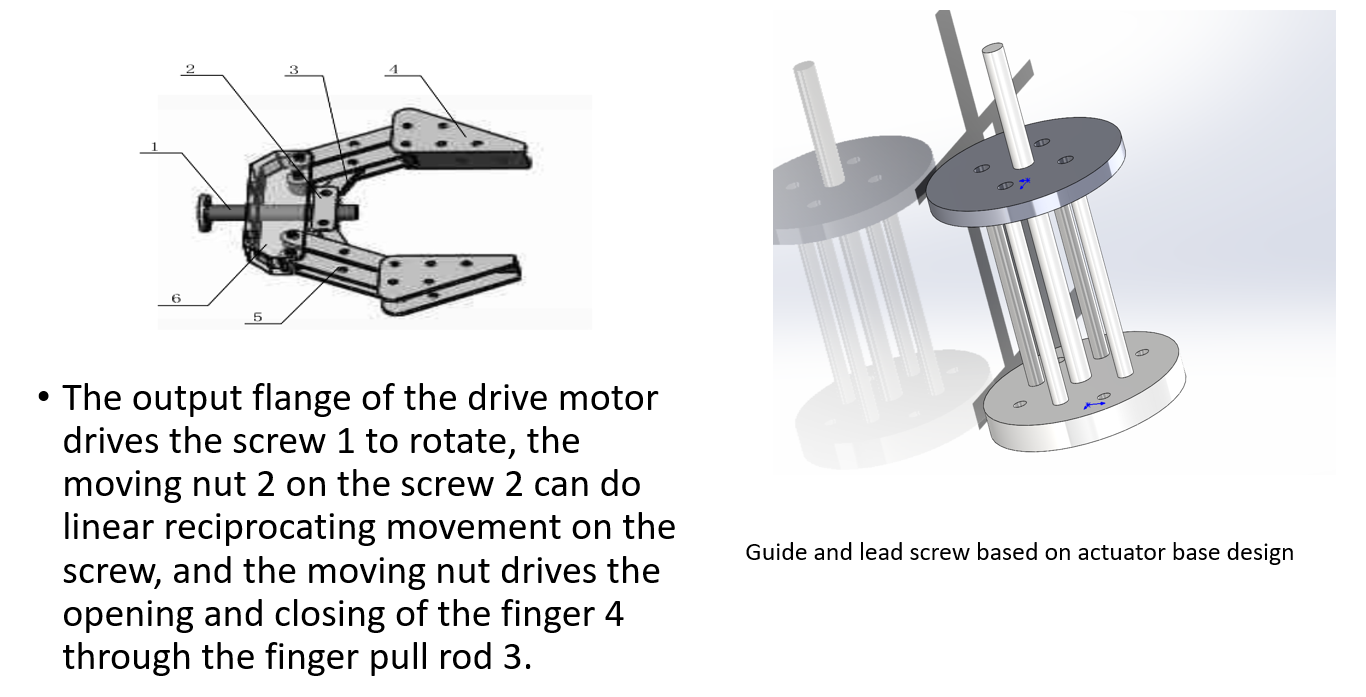 2
3
4
1
6
5
• The output flange of the drive motor
drives the screw 1 to rotate, the
moving nut 2 on the screw 2 can do
linear reciprocating movement on the
screw, and the moving nut drives the
opening and closing of the finger 4
through the finger pull rod 3.
Guide and lead screw based on actuator base design